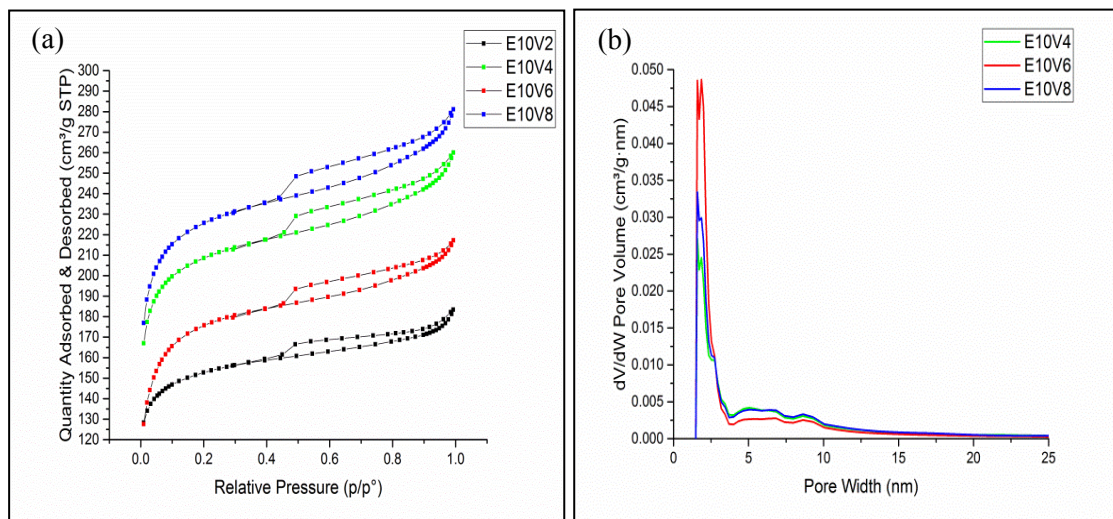 (a)
E10V2
E10V4
E10V6
E10V8
300
290
280
270
260
250
240
230
220
210
200
190
180
170
160
150
140
130
120
Quantity Adsorbed & Desorbed (cm³/g STP)
0.0 0.2 0.4 0.6 0.8 1.0
Relative Pressure (p/p°)
(b)
E10V4
E10V6
E10V8
0.050
0.045
0.040
0.035
0.030
0.025
0.020
0.015
0.010
0.005
0.000
dV/dW Pore Volume (cm³/g·nm)
0 5 10 15 20 25
Pore Width (nm)